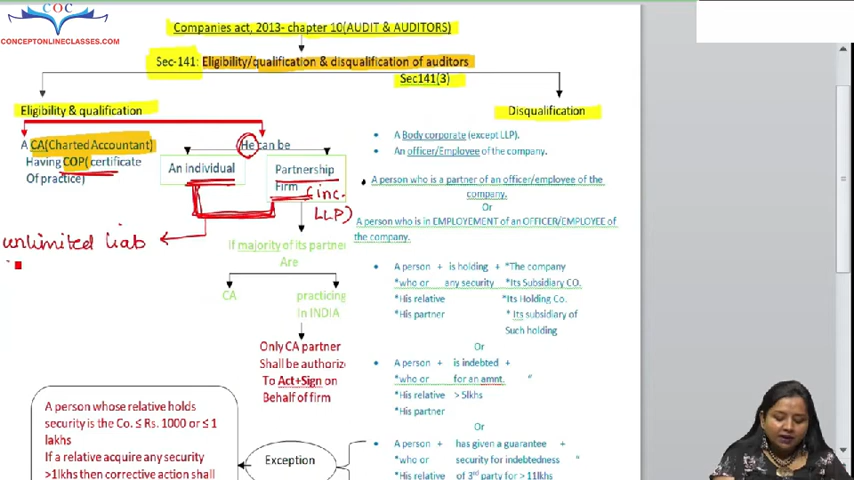 COC
CONCEPTONLINECLASSES.COM
Companies act, 2013- chapter 10(AUDIT & AUDITORS)
Sec-141: Eligibility/qualification & disqualification of auditors
Sec141(3)
Eligibility & qualification
Disqualification
A CA(Charted Accountant)
Having COP( certificate
Of practice)
He can be
An individual
Partnership
Firm
(inc.
LLP)
unlimited liab
If majority of its partner
Are
CA
practicing
In INDIA
Only CA partner
Shall be authoriz
To Act+Sign on
Behalf of firm
• A Body corporate (except LLP).
• An officer/Employee of the company.
• A person who is a partner of an officer/employee of the
company.
Or
A person who is in EMPLOYEMENT of an OFFICER/EMPLOYEE of
the company.
• A person + is holding + *The company
*who or any security *Its Subsidiary CO.
*His relative *Its Holding Co.
*His partner * Its subsidiary of
Such holding
Or
• A person + is indebted +
*who or for an amnt. "
*His relative > 5lkhs
*His partner
Or
• A person + has given a guarantee +
*who or security for indebtedness "
*His relative of 3rd party for > 11khs
A person whose relative holds
security is the Co. ≤ Rs. 1000 or ≤ 1
lakhs
If a relative acquire any security
>1lkhs then corrective action shall
Exception